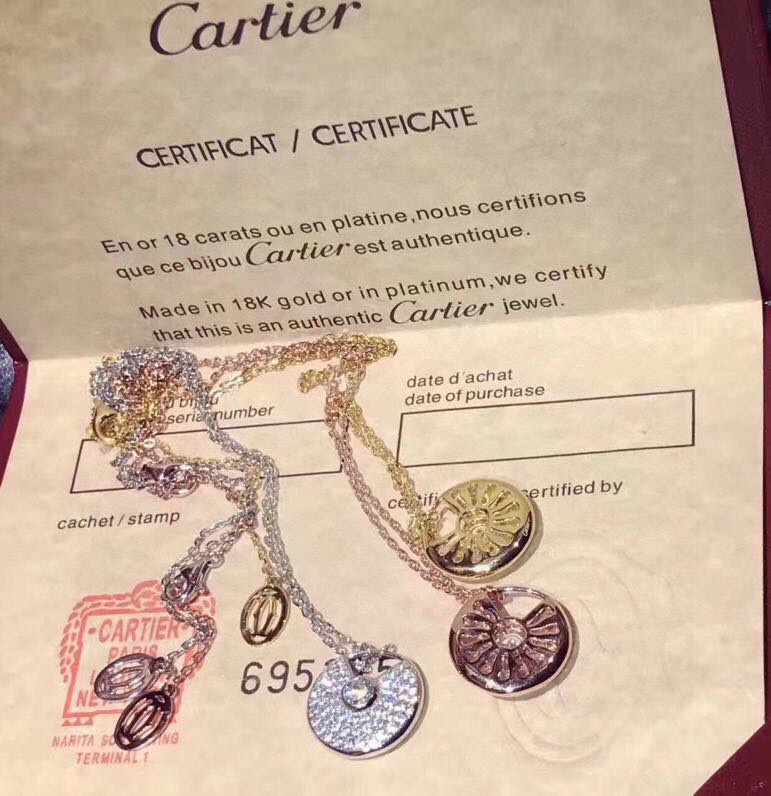 Cartier
CERTIFICAT / CERTIFICATE
En or 18 carats ou en platine,nous certifions
que ce bijou Cartier est authentique.
Made in 18K gold or in platinum,we certify
that this is an authentic Cartier jewel.
serial number
date d'achat
date of purchase
cachet / stamp
certified by
·CARTIER·
PARIS
NARITA
TERMINAL 1